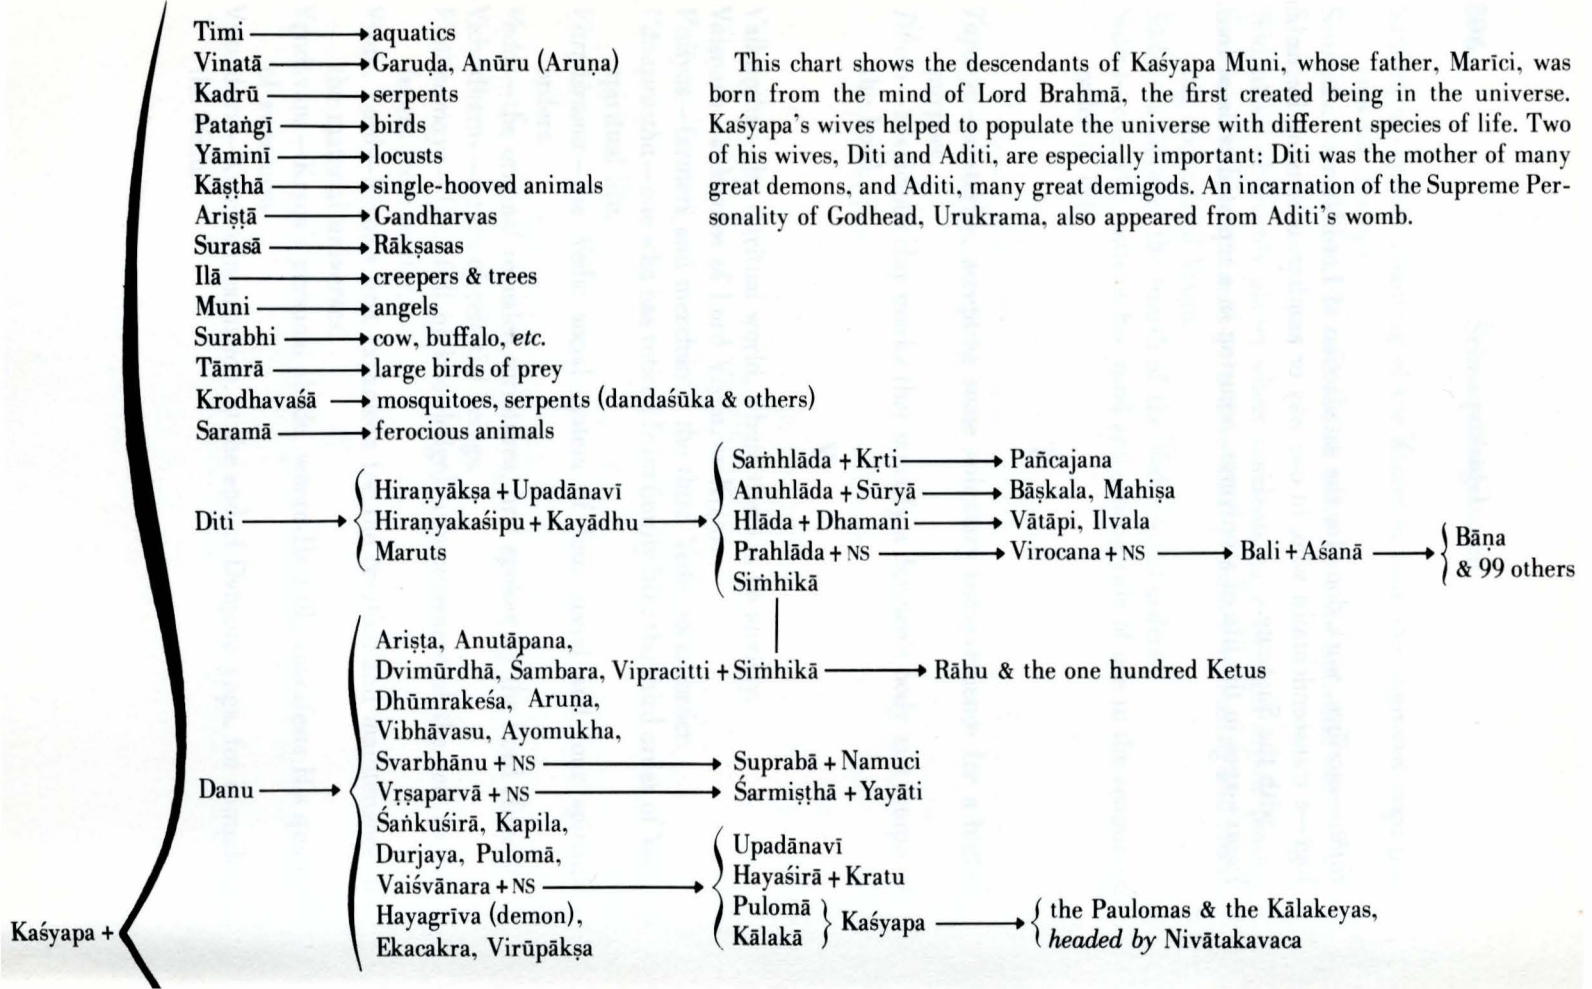 Timi → aquatics
Vinatā → Garuḍa, Anūru (Aruṇa)
Kadrū → serpents
Pataṅgī → birds
Yāminī → locusts
Kāṣṭhā → single-hooved animals
Ariṣṭā → Gandharvas
Surasā → Rākṣasas
Ilā → creepers & trees
Muni → angels
Surabhi → cow, buffalo, etc.
Tāmrā → large birds of prey
Krodhavaśā → mosquitoes, serpents (dandaśūka & others)
Saramā → ferocious animals
This chart shows the descendants of Kaśyapa Muni, whose father, Marīci, was
born from the mind of Lord Brahmā, the first created being in the universe.
Kaśyapa's wives helped to populate the universe with different species of life. Two
of his wives, Diti and Aditi, are especially important: Diti was the mother of many
great demons, and Aditi, many great demigods. An incarnation of the Supreme Per-
sonality of Godhead, Urukrama, also appeared from Aditi's womb.
Diti →
Hiraṇyākṣa + Upadānavī
Hiraṇyakaśipu + Kayādhu →
Maruts
Saṁhlāda + Kṛti → Pañcajana
Anuhlāda + Sūryā → Bāṣkala, Mahiṣa
Hlāda + Dhamani → Vātāpi, Ilvala
Prahlāda + NS → Virocana + NS → Bali + Aśanā →
Siṁhikā
Bāṇa
& 99 others
Danu →
Ariṣṭa, Anutāpana,
Dvimūrdhā, Śambara, Vipracitti + Siṁhikā → Rāhu & the one hundred Ketus
Dhūmrakeśa, Aruṇa,
Vibhāvasu, Ayomukha,
Svarbhānu + NS → Suprabā + Namuci
Vṛṣaparvā + NS → Śarmiṣṭhā + Yayāti
Śaṅkuśirā, Kapila,
Durjaya, Pulomā,
Vaiśvānara + NS →
Hayagrīva (demon),
Ekacakra, Virūpākṣa
Upadānavī
Hayaśirā + Kratu
Pulomā
Kālakā
Kaśyapa →
the Paulomas & the Kālakeyas,
headed by Nivātakavaca
Kaśyapa +